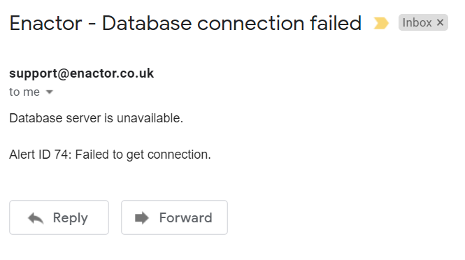 Enactor - Database connection failed Inbox ×
support@enactor.co.uk
to me
Database server is unavailable.
Alert ID 74: Failed to get connection.
Reply Forward